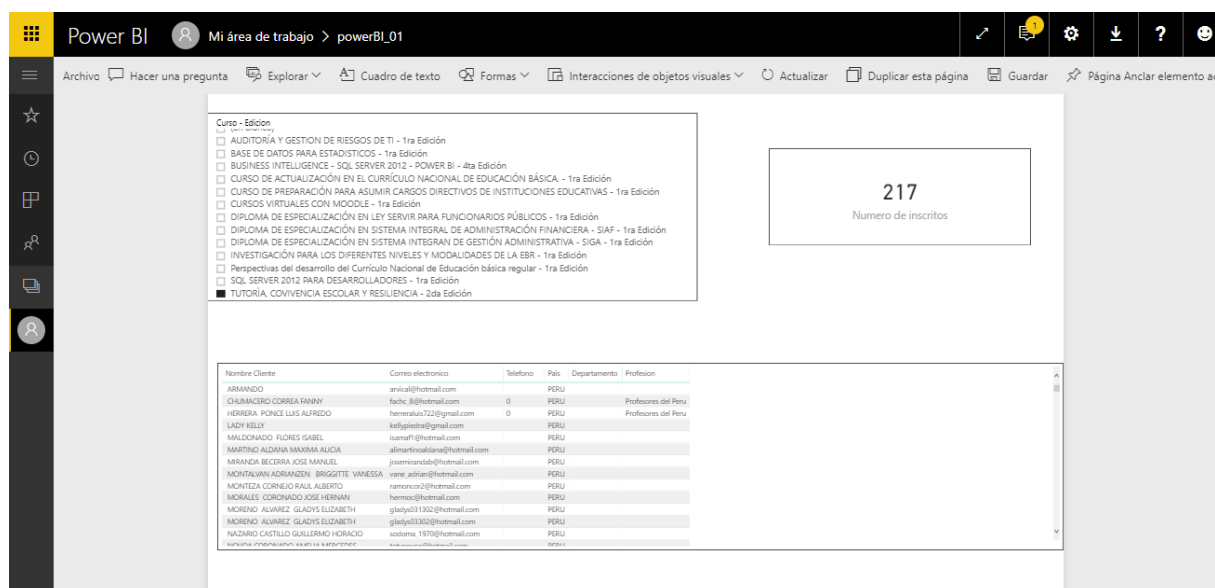 Power BI Mi área de trabajo > powerBI_01 1 ?
Archivo Hacer una pregunta Explorar Cuadro de texto Formas Interacciones de objetos visuales Actualizar Duplicar esta página Guardar Página Anclar elemento
Curso - Edicion
(En blanco)
AUDITORÍA Y GESTION DE RIESGOS DE TI - 1ra Edición
BASE DE DATOS PARA ESTADISTICOS - 1ra Edición
BUSINESS INTELLIGENCE - SQL SERVER 2012 - POWER BI - 4ta Edición
CURSO DE ACTUALIZACIÓN EN EL CURRÍCULO NACIONAL DE EDUCACIÓN BÁSICA. - 1ra Edición
CURSO DE PREPARACIÓN PARA ASUMIR CARGOS DIRECTIVOS DE INSTITUCIONES EDUCATIVAS - 1ra Edición
CURSOS VIRTUALES CON MOODLE - 1ra Edición
DIPLOMA DE ESPECIALIZACIÓN EN LEY SERVIR PARA FUNCIONARIOS PÚBLICOS - 1ra Edición
DIPLOMA DE ESPECIALIZACIÓN EN SISTEMA INTEGRAL DE ADMINISTRACIÓN FINANCIERA - SIAF - 1ra Edición
DIPLOMA DE ESPECIALIZACIÓN EN SISTEMA INTEGRAN DE GESTIÓN ADMINISTRATIVA - SIGA - 1ra Edición
INVESTIGACIÓN PARA LOS DIFERENTES NIVELES Y MODALIDADES DE LA EBR - 1ra Edición
Perspectivas del desarrollo del Currículo Nacional de Educación básica regular - 1ra Edición
SQL SERVER 2012 PARA DESARROLLADORES - 1ra Edición
TUTORÍA, COVIVENCIA ESCOLAR Y RESILIENCIA - 2da Edición
217
Numero de inscritos
Nombre Cliente Correo electronico Telefono Pais Departamento Profesion
ARMANDO arvical@hotmail.com PERU
CHUMACERO CORREA FANNY fachc_8@hotmail.com 0 PERU Profesores del Peru
HERRERA PONCE LUIS ALFREDO herreraluis722@gmail.com 0 PERU Profesores del Peru
LADY KELLY kellypiedra@gmail.com PERU
MALDONADO FLORES ISABEL isamaf1@hotmail.com PERU
MARTINO ALDANA MAXIMA ALICIA alimartinoaldana@hotmail.com PERU
MIRANDA BECERRA JOSE MANUEL josemirandab@hotmail.com PERU
MONTALVAN ADRIANZEN BRIGGITTE VANESSA vane_adrian@hotmail.com PERU
MONTEZA CORNEJO RAUL ALBERTO ramoncor2@hotmail.com PERU
MORALES CORONADO JOSE HERNAN hermoc@hotmail.com PERU
MORENO ALVAREZ GLADYS ELIZABETH gladys031302@hotmail.com PERU
MORENO ALVAREZ GLADYS ELIZABETH gladys03302@hotmail.com PERU
NAZARIO CASTILLO GUILLERMO HORACIO sodoma_1970@hotmail.com PERU
NOVOA CORONADO AMELIA MERCEDES PERU